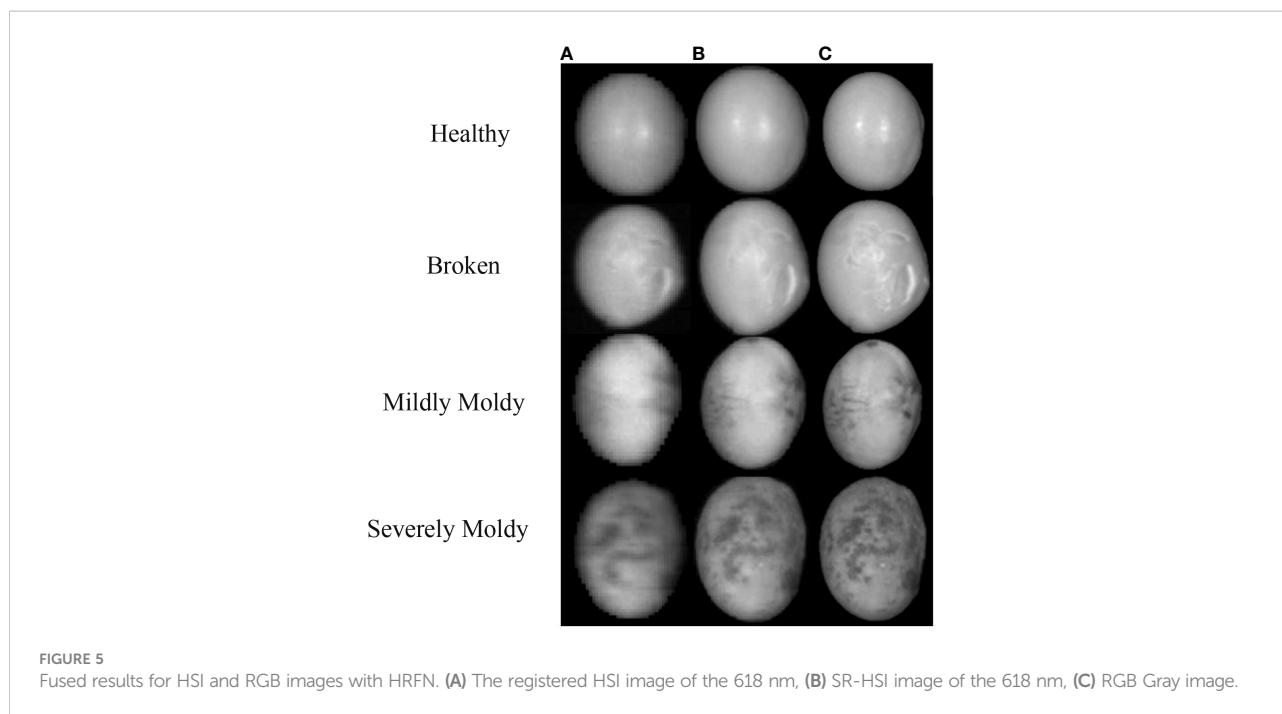 A B C
Healthy
Broken
Mildly Moldy
Severely Moldy
FIGURE 5
Fused results for HSI and RGB images with HRFN. (A) The registered HSI image of the 618 nm, (B) SR-HSI image of the 618 nm, (C) RGB Gray image.